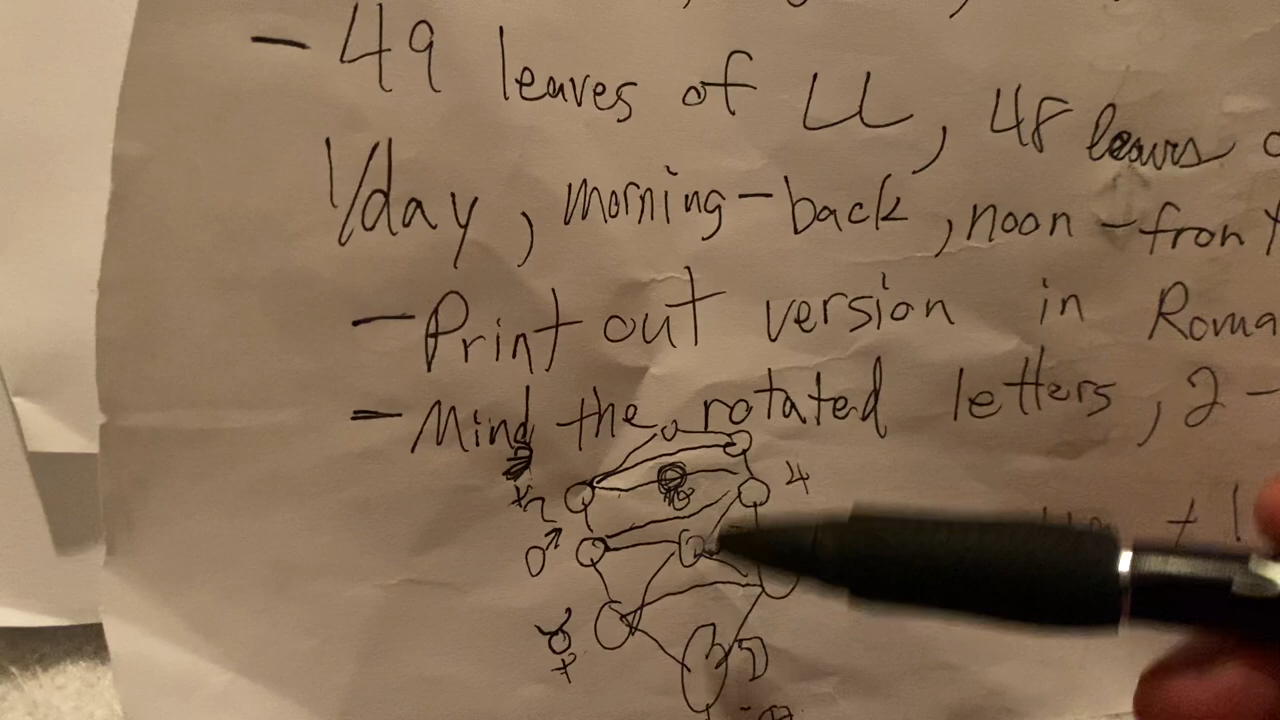 - 49 leaves of LL, 48 leaves
1/day, morning-back, noon-front
- Print out version in Roma
- Mind the rotated letters, 2 -
♄ ♃
♂
☿